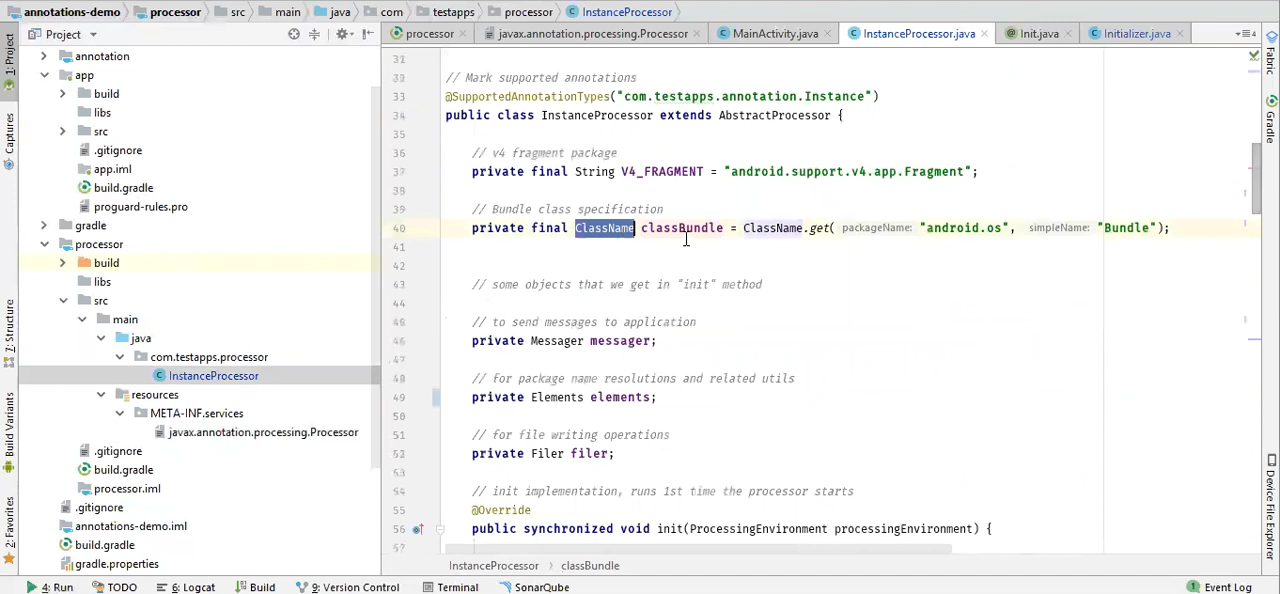 annotations-demo processor src main java com testapps processor InstanceProcessor
Project
processor javax.annotation.processing.Processor MainActivity.java InstanceProcessor.java Init.java Initializer.java
1: Project
Captures
7: Structure
Build Variants
2: Favorites
annotation
app
build
libs
src
.gitignore
app.iml
build.gradle
proguard-rules.pro
gradle
processor
build
libs
src
main
java
com.testapps.processor
InstanceProcessor
resources
META-INF.services
javax.annotation.processing.Processor
.gitignore
build.gradle
processor.iml
.gitignore
annotations-demo.iml
build.gradle
gradle.properties
31
// Mark supported annotations
33 @SupportedAnnotationTypes("com.testapps.annotation.Instance")
34 public class InstanceProcessor extends AbstractProcessor {
35
36 // v4 fragment package
37 private final String V4_FRAGMENT = "android.support.v4.app.Fragment";
38
39 // Bundle class specification
40 private final ClassName classBundle = ClassName.get( packageName: "android.os", simpleName: "Bundle");
41
42
43 // some objects that we get in "init" method
44
// to send messages to application
46 private Messager messager;
47
48 // for package name resolutions and related utils
49 private Elements elements;
50
51 // for file writing operations
52 private Filer filer;
53
54 // init implementation, runs 1st time the processor starts
55 @Override
56 public synchronized void init(ProcessingEnvironment processingEnvironment) {
57
InstanceProcessor classBundle
Fabric
Gradle
Device File Explorer
4: Run TODO 6: Logcat Build 9: Version Control Terminal SonarQube Event Log